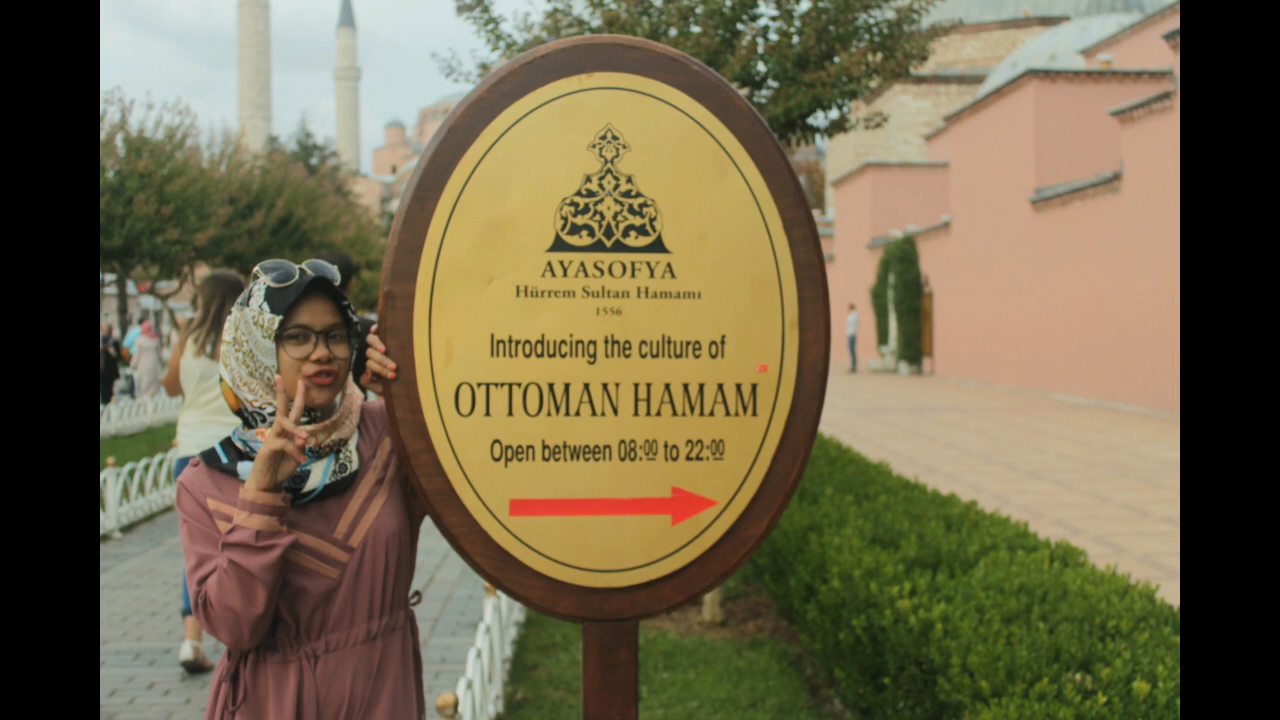 AYASOFYA
Hürrem Sultan Hamamı
1556
Introducing the culture of
OTTOMAN HAMAM
Open between 08:00 to 22:00